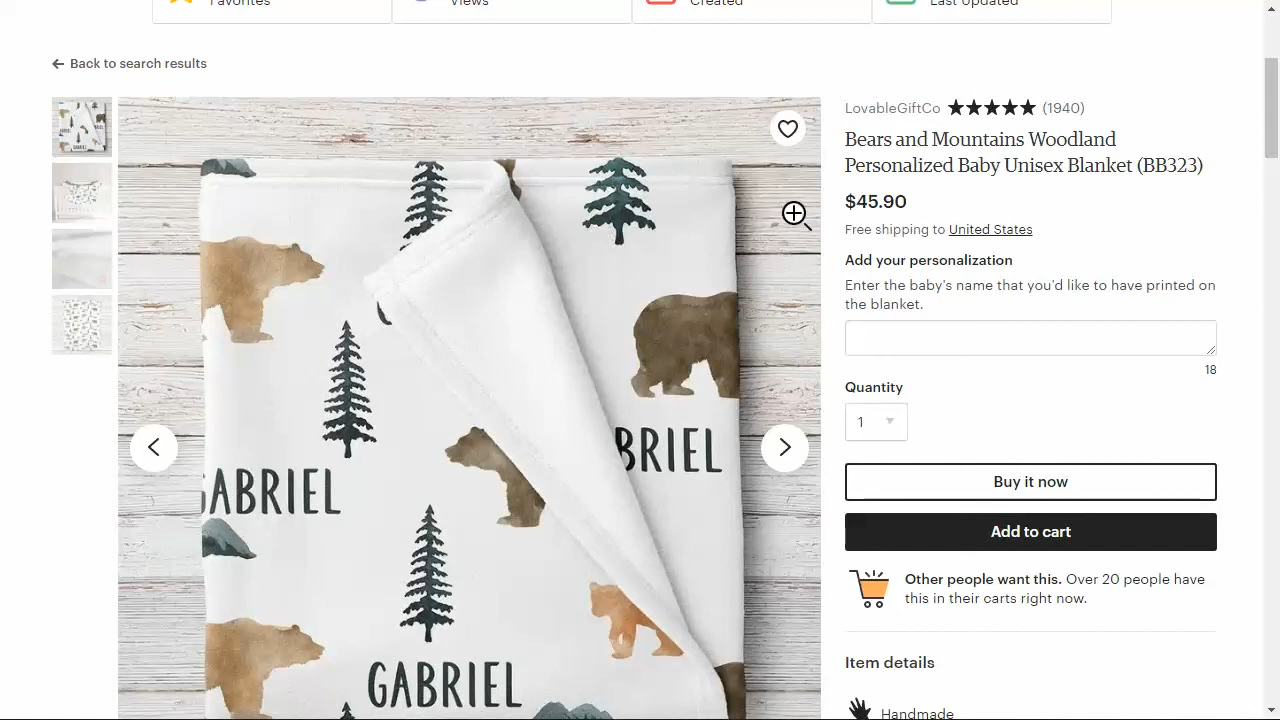 Favorites
Views
Created
Last Updated
Back to search results
LovableGiftCo (1940)
Bears and Mountains Woodland
Personalized Baby Unisex Blanket (BB323)
$45.90
Free shipping to United States
Add your personalization
Enter the baby's name that you'd like to have printed on
the blanket.
18
Quantity
1
Buy it now
Add to cart
Other people want this. Over 20 people have
this in their carts right now.
Item details
Handmade
BRIEL
GABRIEL
GABRIEL